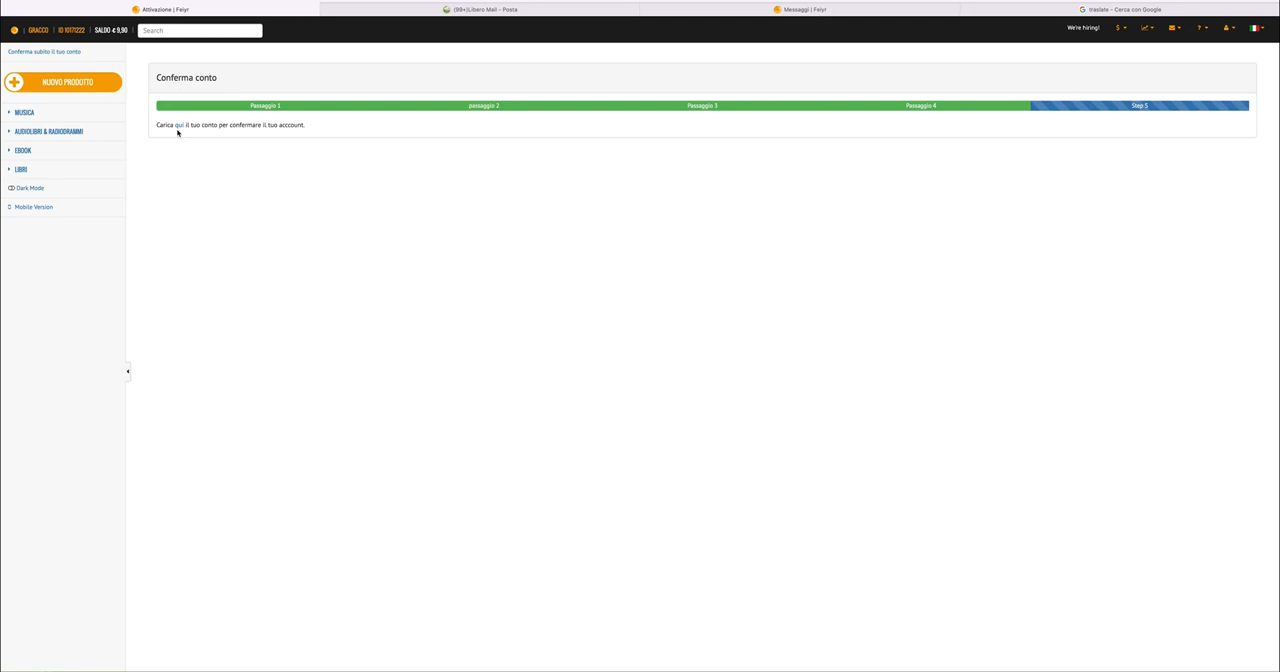 Attivazione | Feiyr
(99+)Libero Mail - Posta
Messaggi | Feiyr
traslate - Cerca con Google
GRACCO | ID 10171222 | SALDO € 9,90 | Search
We're hiring!
Conferma subito il tuo conto
NUOVO PRODOTTO
MUSICA
AUDIOLIBRI & RADIODRAMMI
EBOOK
LIBRI
Dark Mode
Mobile Version
Conferma conto
Passaggio 1 passaggio 2 Passaggio 3 Passaggio 4 Step 5
Carica qui il tuo conto per confermare il tuo acccount.